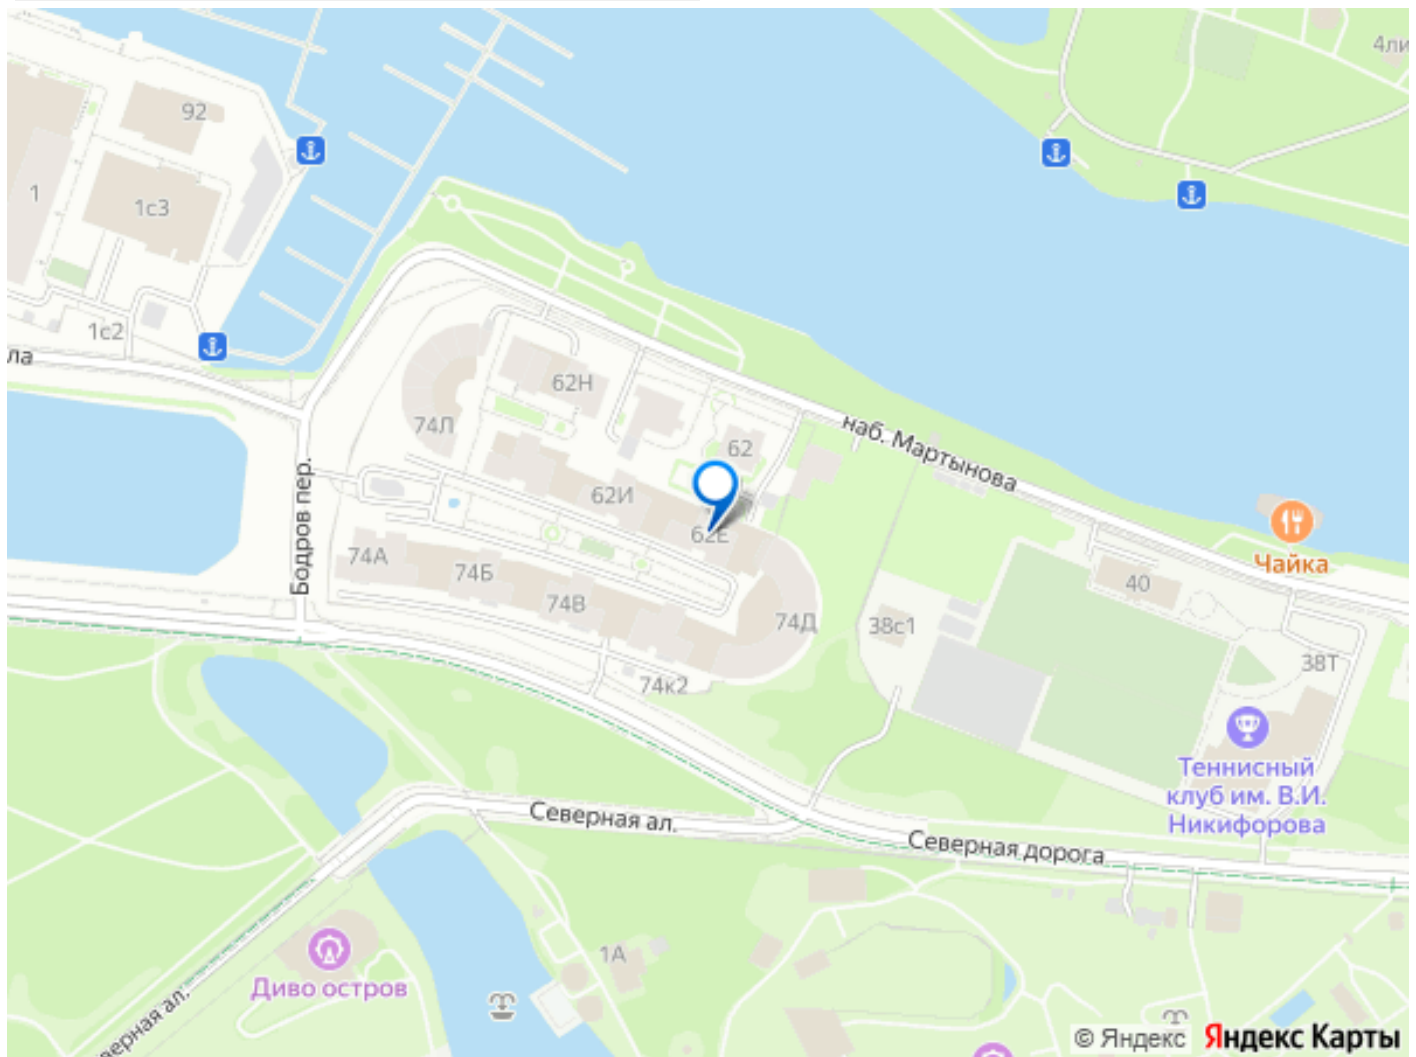 4ли
92
1
1с3
1с2
ла
62Н
74Л
наб. Мартынова
62
62И
62Е
Бодров пер.
74А
74Б
74В
74Д
38с1
40
Чайка
38Т
74к2
Теннисный
клуб им. В.И.
Никифорова
Северная ал.
Северная дорога
1А
Диво остров
верная ал.
© Яндекс Яндекс Карты